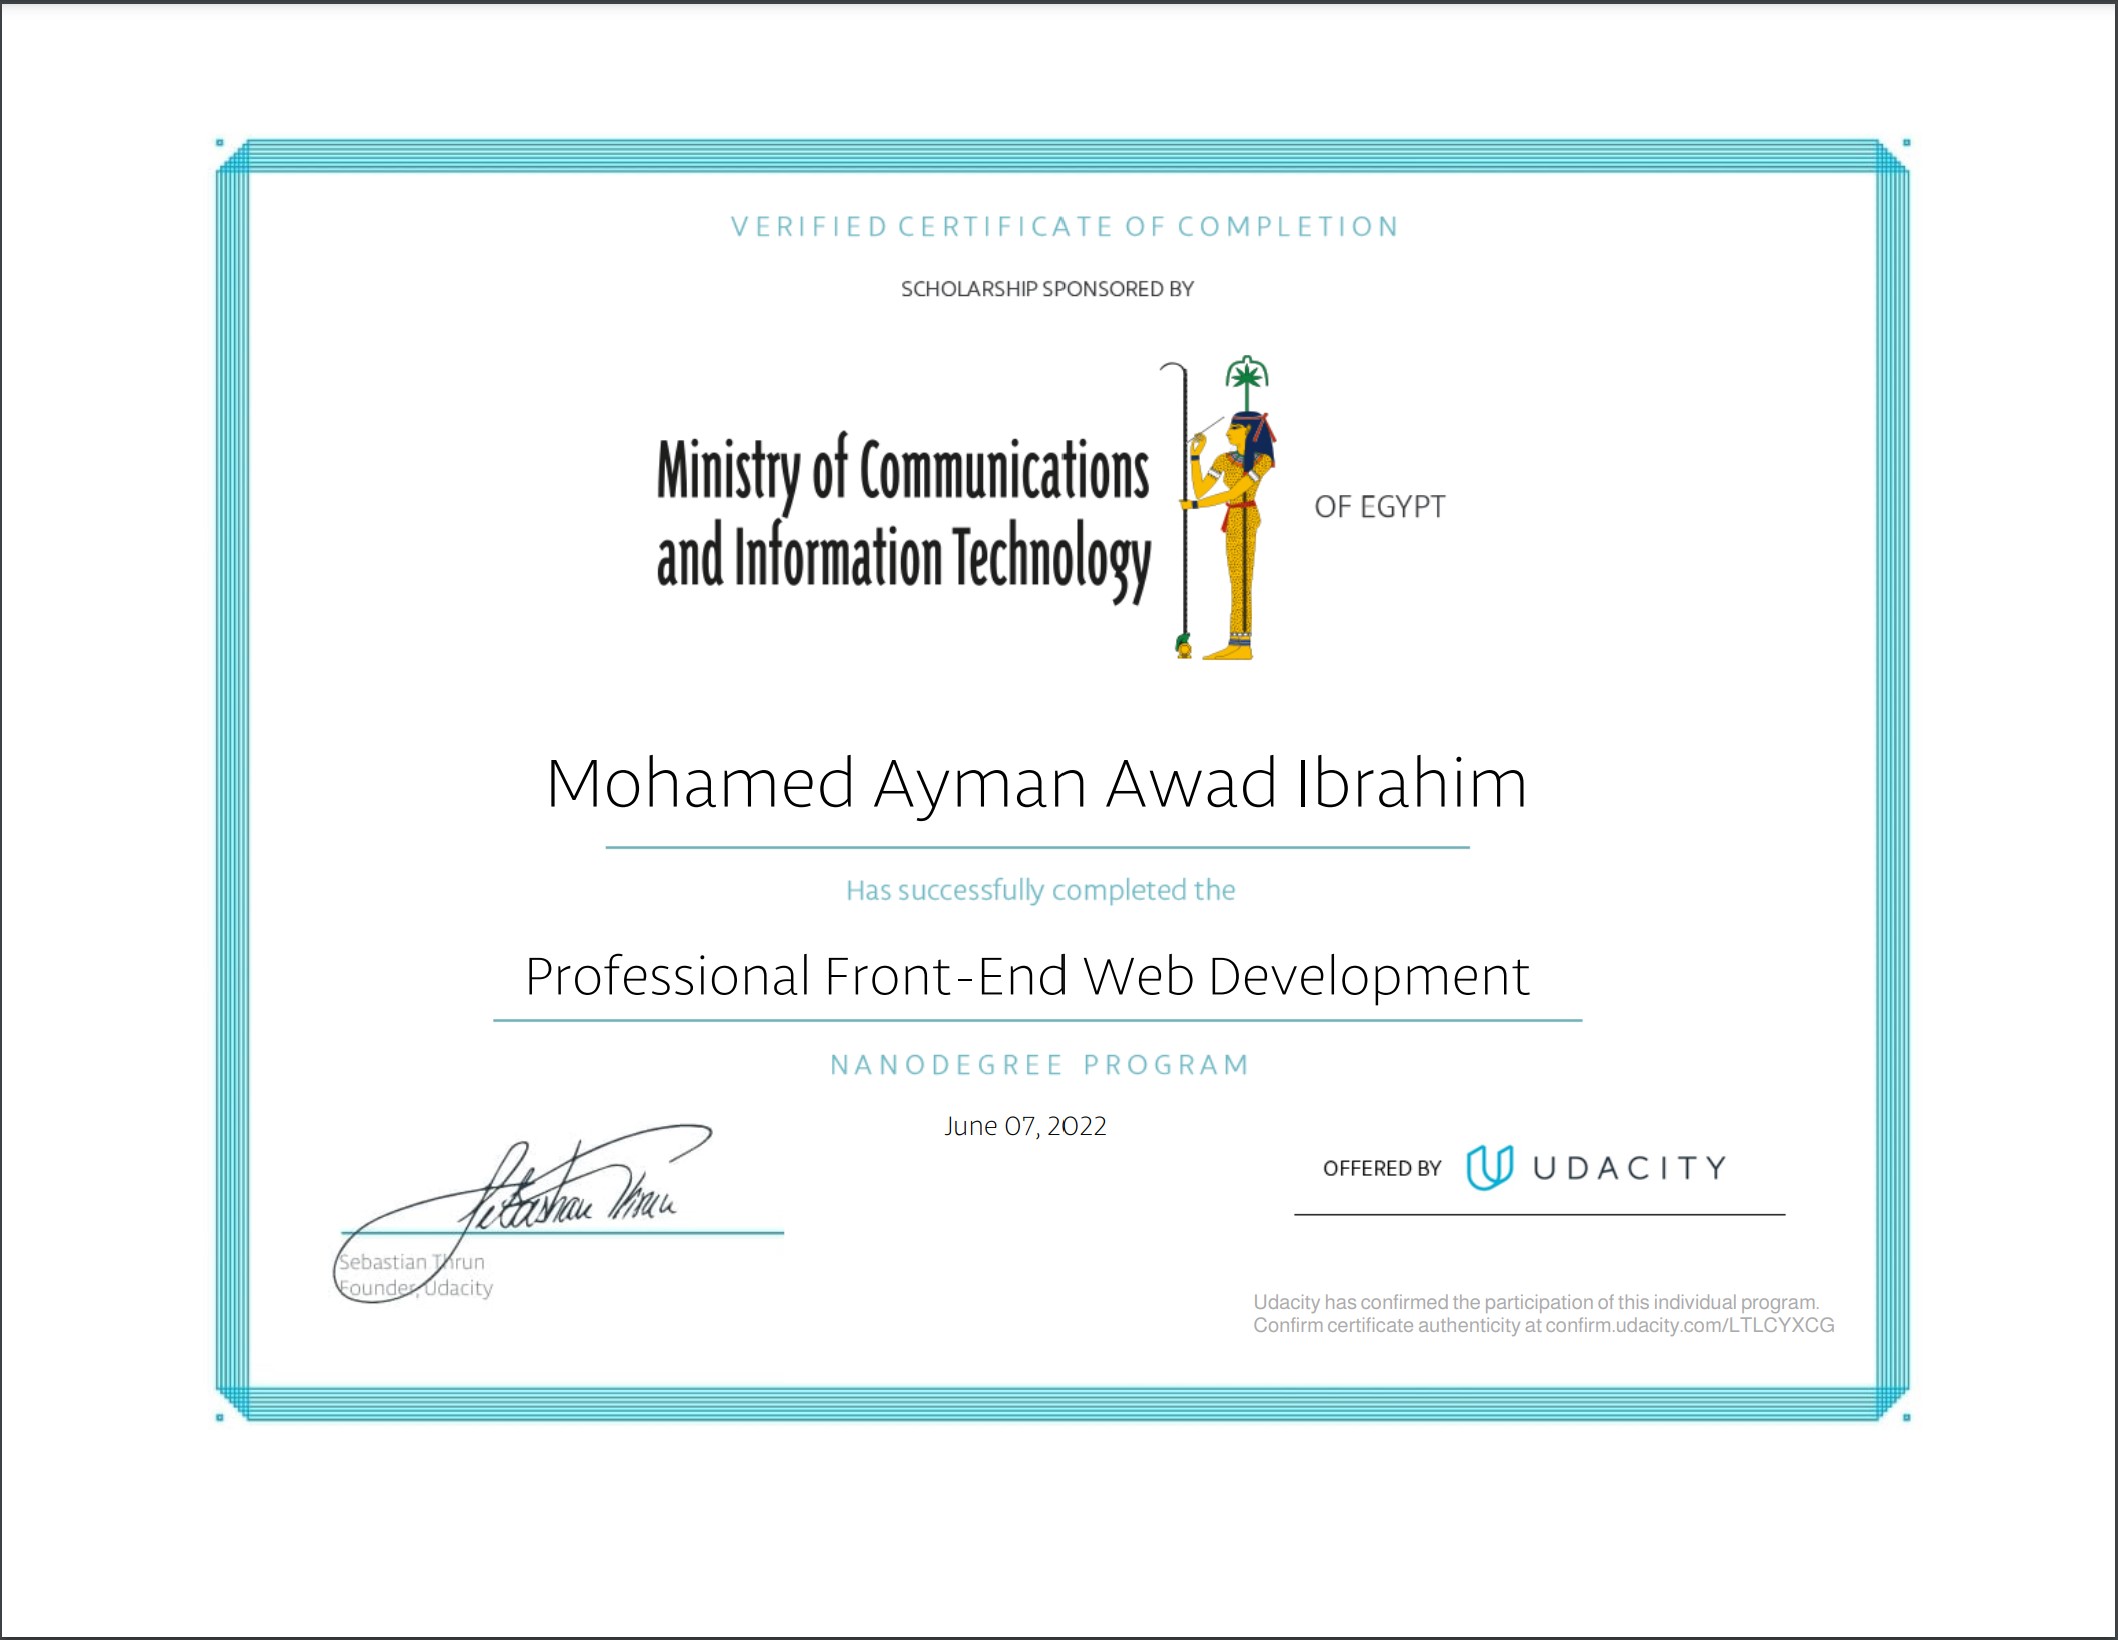 VERIFIED CERTIFICATE OF COMPLETION
SCHOLARSHIP SPONSORED BY
Ministry of Communications
and Information Technology
OF EGYPT
Mohamed Ayman Awad Ibrahim
Has successfully completed the
Professional Front-End Web Development
NANODEGREE PROGRAM
June 07, 2022
Sebastian Thrun
Sebastian Thrun
Founder, Udacity
OFFERED BY UDACITY
Udacity has confirmed the participation of this individual program.
Confirm certificate authenticity at confirm.udacity.com/LTLCYXCG